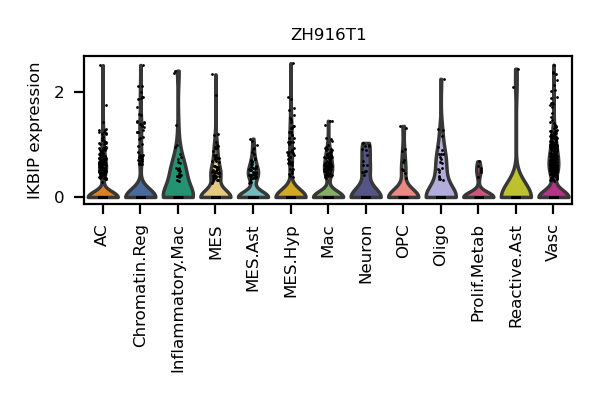 ZH916T1
IKBIP expression
2
0
AC
Chromatin.Reg
Inflammatory.Mac
MES
MES.Ast
MES.Hyp
Mac
Neuron
OPC
Oligo
Prolif.Metab
Reactive.Ast
Vasc